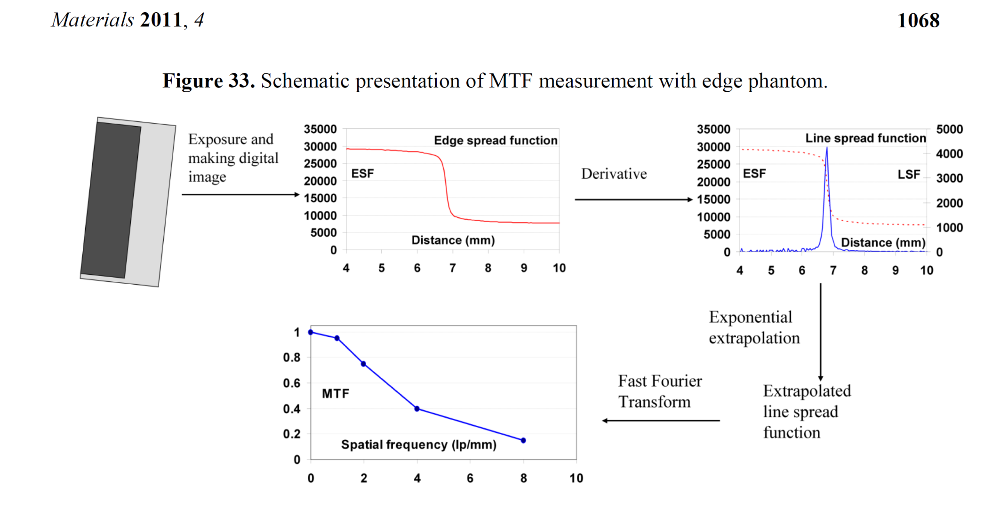 Materials 2011, 4
1068
Figure 33. Schematic presentation of MTF measurement with edge phantom.
Exposure and
making digital
image
35000
30000
25000
20000
15000
10000
5000
0
Edge spread function
ESF
Distance (mm)
4 5 6 7 8 9 10
Derivative
35000
30000
25000
20000
15000
10000
5000
0
Line spread function
ESF
LSF
Distance (mm)
5000
4000
3000
2000
1000
0
4 5 6 7 8 9 10
Exponential
extrapolation
Extrapolated
line spread
function
Fast Fourier
Transform
1
0.8
0.6
0.4
0.2
0
MTF
Spatial frequency (lp/mm)
0 2 4 6 8 10